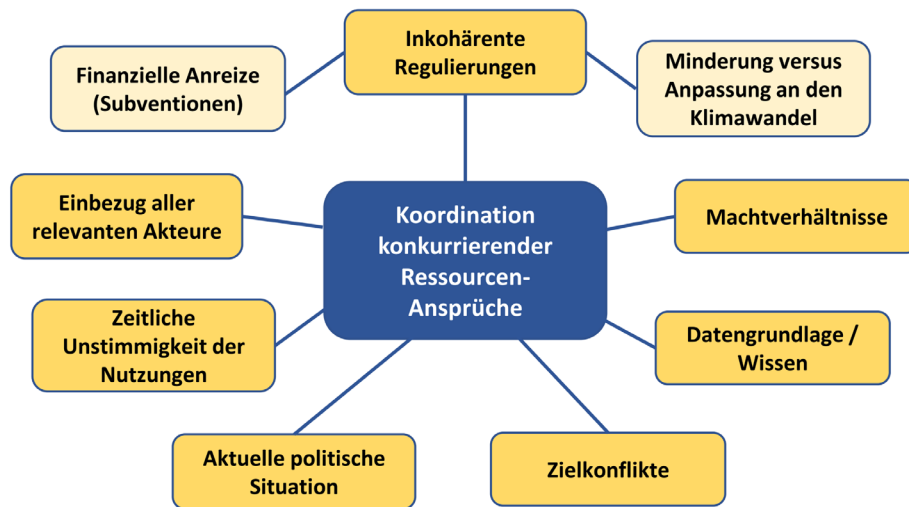 Inkohärente
Regulierungen
Finanzielle Anreize
(Subventionen)
Minderung versus
Anpassung an den
Klimawandel
Einbezug aller
relevanten Akteure
Koordination
konkurrierender
Ressourcen-
Ansprüche
Machtverhältnisse
Zeitliche
Unstimmigkeit der
Nutzungen
Datengrundlage /
Wissen
Aktuelle politische
Situation
Zielkonflikte